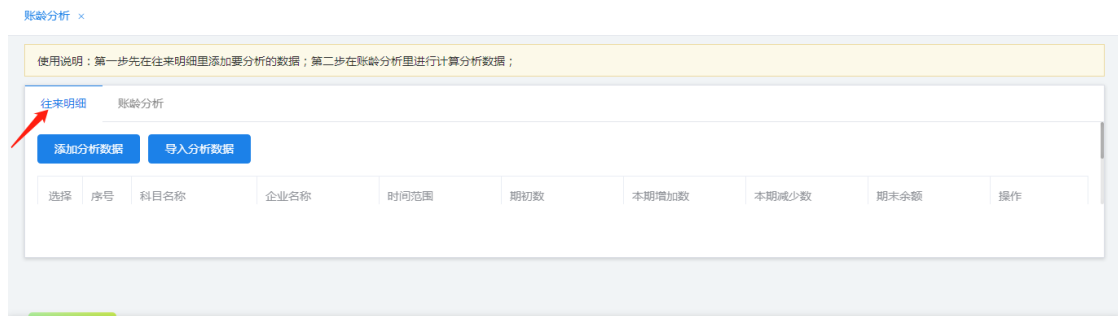 账龄分析 ×
使用说明：第一步先在往来明细里添加要分析的数据；第二步在账龄分析里进行计算分析数据；
往来明细 账龄分析
添加分析数据 导入分析数据
选择 序号 科目名称 企业名称 时间范围 期初数 本期增加数 本期减少数 期末余额 操作